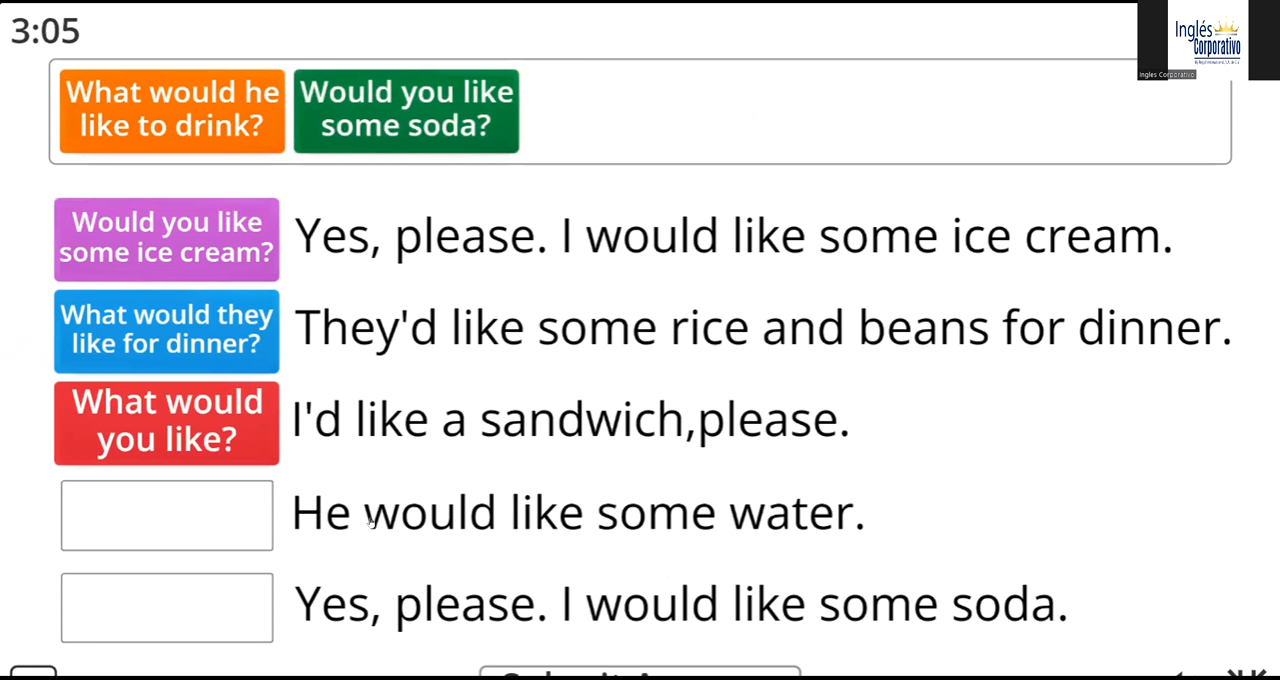 3:05
Inglés
Corporativo
Ingles Corporativo
What would he
like to drink?
Would you like
some soda?
Would you like
some ice cream?
Yes, please. I would like some ice cream.
What would they
like for dinner?
They'd like some rice and beans for dinner.
What would
you like?
I'd like a sandwich,please.
He would like some water.
Yes, please. I would like some soda.